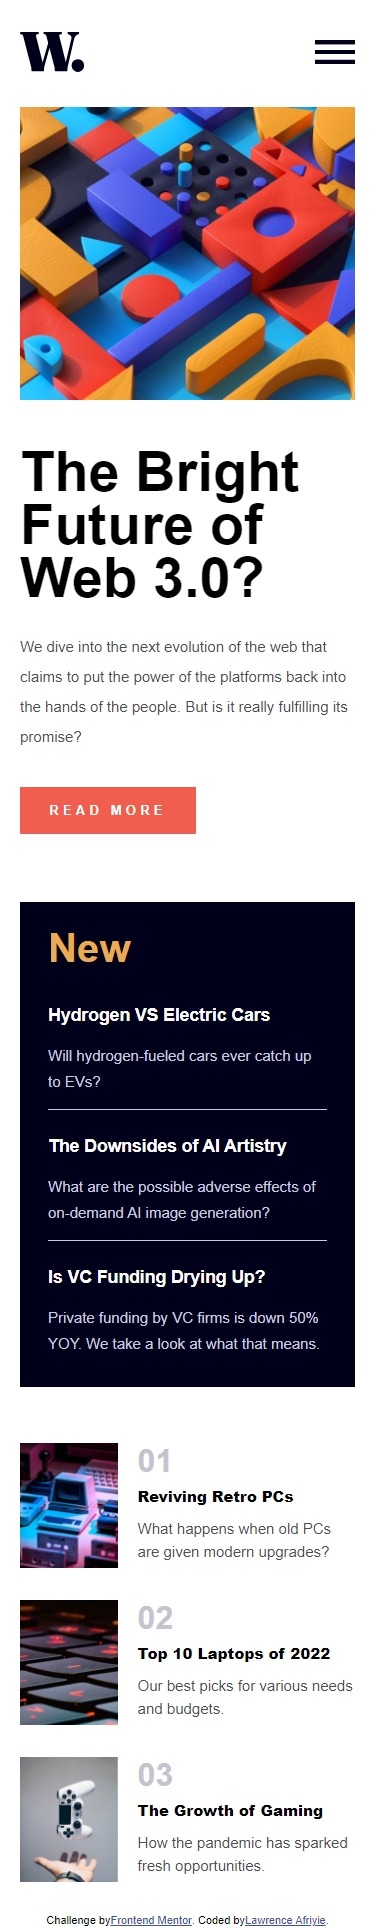 W.
The Bright
Future of
Web 3.0?
We dive into the next evolution of the web that
claims to put the power of the platforms back into
the hands of the people. But is it really fulfilling its
promise?
READ MORE
New
Hydrogen VS Electric Cars
Will hydrogen-fueled cars ever catch up
to EVs?
The Downsides of AI Artistry
What are the possible adverse effects of
on-demand AI image generation?
Is VC Funding Drying Up?
Private funding by VC firms is down 50%
YOY. We take a look at what that means.
01
Reviving Retro PCs
What happens when old PCs
are given modern upgrades?
02
Top 10 Laptops of 2022
Our best picks for various needs
and budgets.
03
The Growth of Gaming
How the pandemic has sparked
fresh opportunities.
Challenge byFrontend Mentor. Coded byLawrence Afriyie.